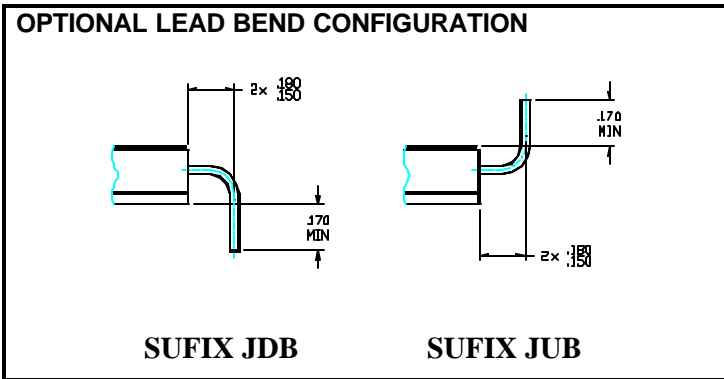 OPTIONAL LEAD BEND CONFIGURATION
2x .180
.150
.170
MIN
.170
MIN
2x .180
.150
SUFIX JDB
SUFIX JUB